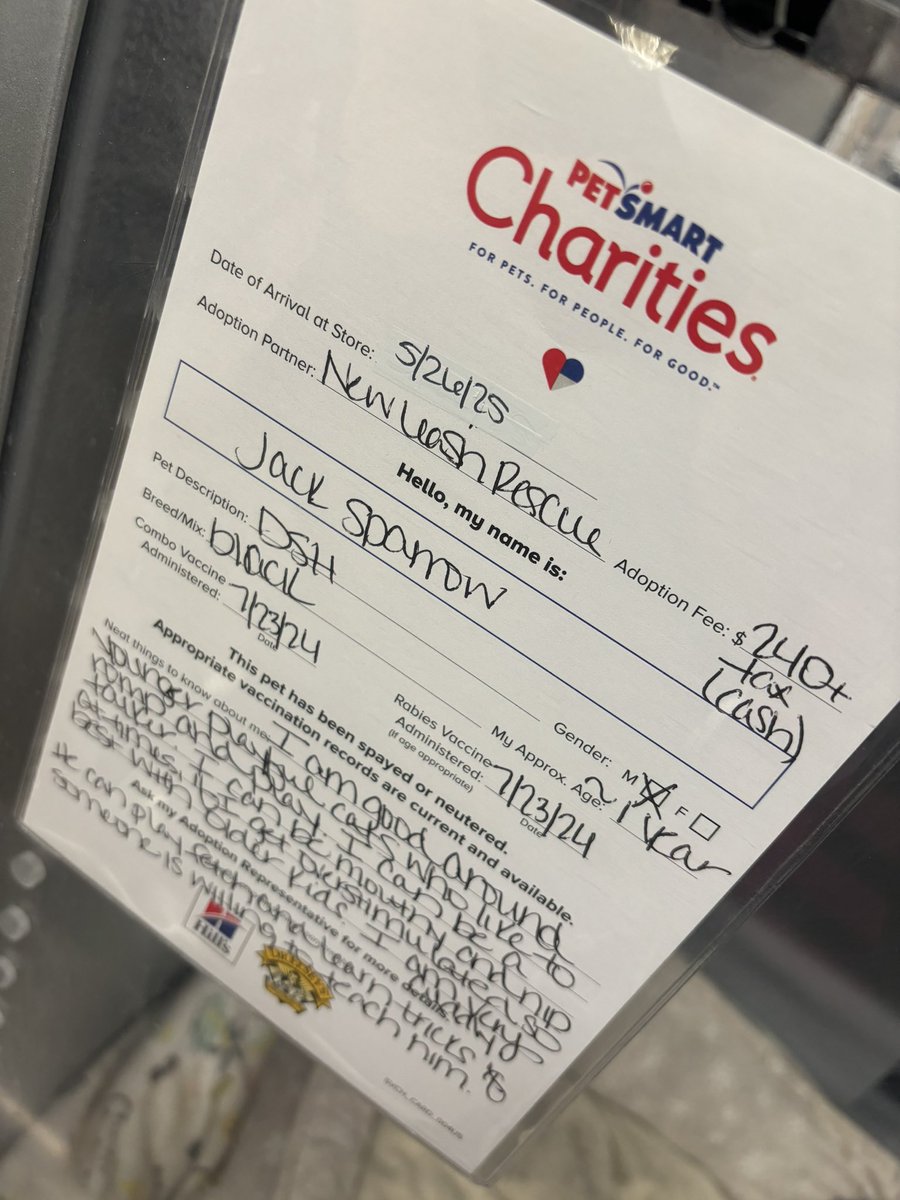 PETSMART
Charities
FOR PETS. FOR PEOPLE. FOR GOOD.™
Date of Arrival at Store: 5/26/25
Adoption Partner: New Leash Rescue
Adoption Fee: $ 240+
tax
(cash)
Hello, my name is:
Jack Sparrow
Pet Description: DSH
Gender: M F
Breed/Mix: black
My Approx. Age: 1 year
Combo Vaccine
Administered: 7/23/24
Date
Rabies Vaccine
Administered: 7/23/24
(If age appropriate)
Date
This pet has been spayed or neutered.
Appropriate vaccination records are current and available.
Neat things to know about me: I am good around
younger playful cats who like to
romp and play. I can be a
and
at times. I can get overstimulated so
best with older kids. I
Ask my Adoption Representative for more details
He can play fetch and learn tricks if
someone is willing to teach him.
Hill's